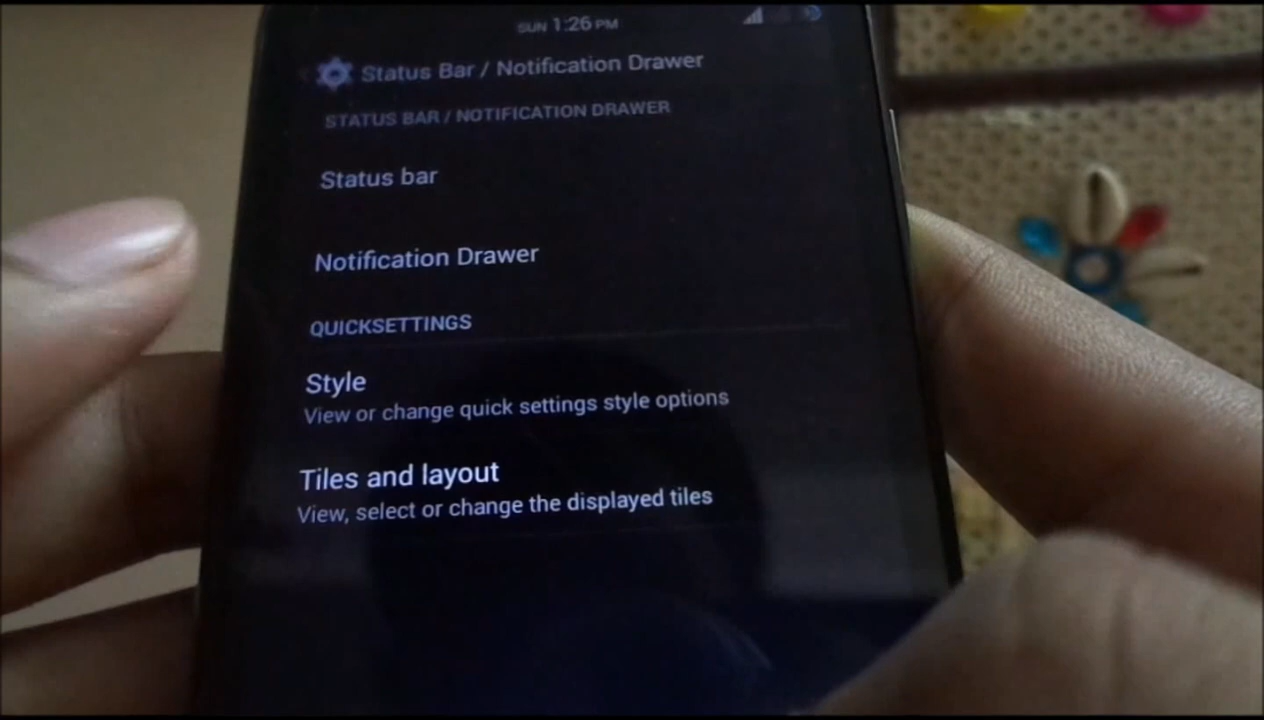 SUN 1:26 PM
Status Bar / Notification Drawer
STATUS BAR / NOTIFICATION DRAWER
Status bar
Notification Drawer
QUICKSETTINGS
Style
View or change quick settings style options
Tiles and layout
View, select or change the displayed tiles